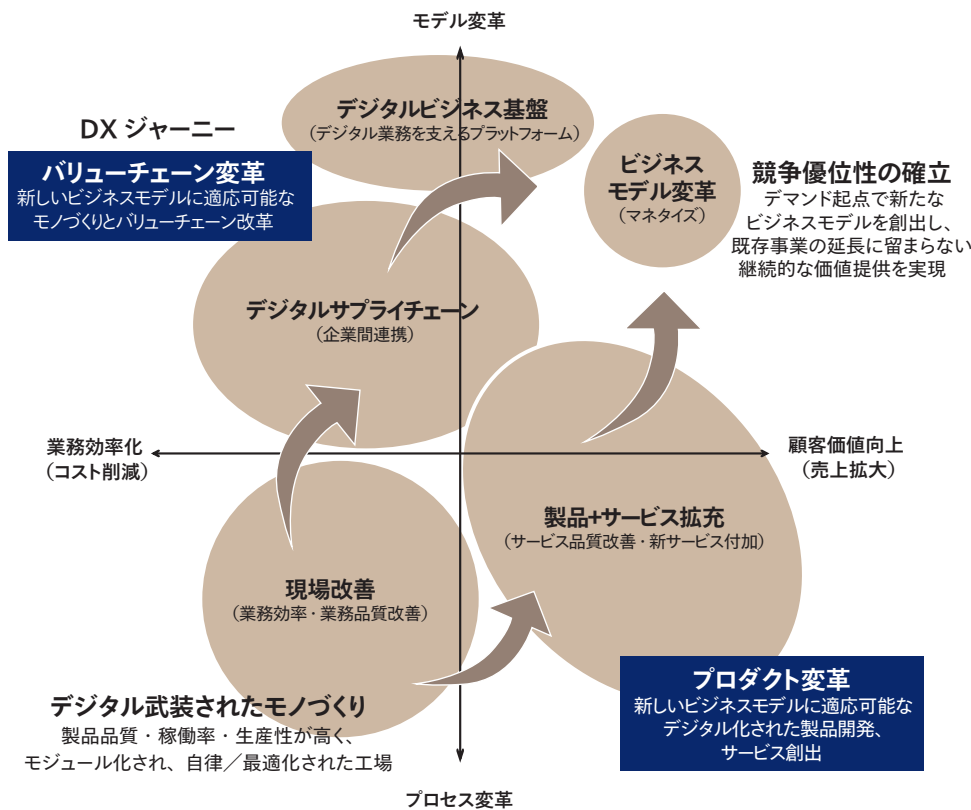 モデル変革
デジタルビジネス基盤
（デジタル業務を支えるプラットフォーム）
DX ジャーニー
バリューチェーン変革
新しいビジネスモデルに適応可能な
モノづくりとバリューチェーン改革
ビジネス
モデル変革
（マネタイズ）
競争優位性の確立
デマンド起点で新たな
ビジネスモデルを創出し、
既存事業の延長に留まらない
継続的な価値提供を実現
デジタルサプライチェーン
（企業間連携）
業務効率化
（コスト削減）
顧客価値向上
（売上拡大）
製品+サービス拡充
（サービス品質改善・新サービス付加）
現場改善
（業務効率・業務品質改善）
デジタル武装されたモノづくり
製品品質・稼働率・生産性が高く、
モジュール化され、自律／最適化された工場
プロダクト変革
新しいビジネスモデルに適応可能な
デジタル化された製品開発、
サービス創出
プロセス変革